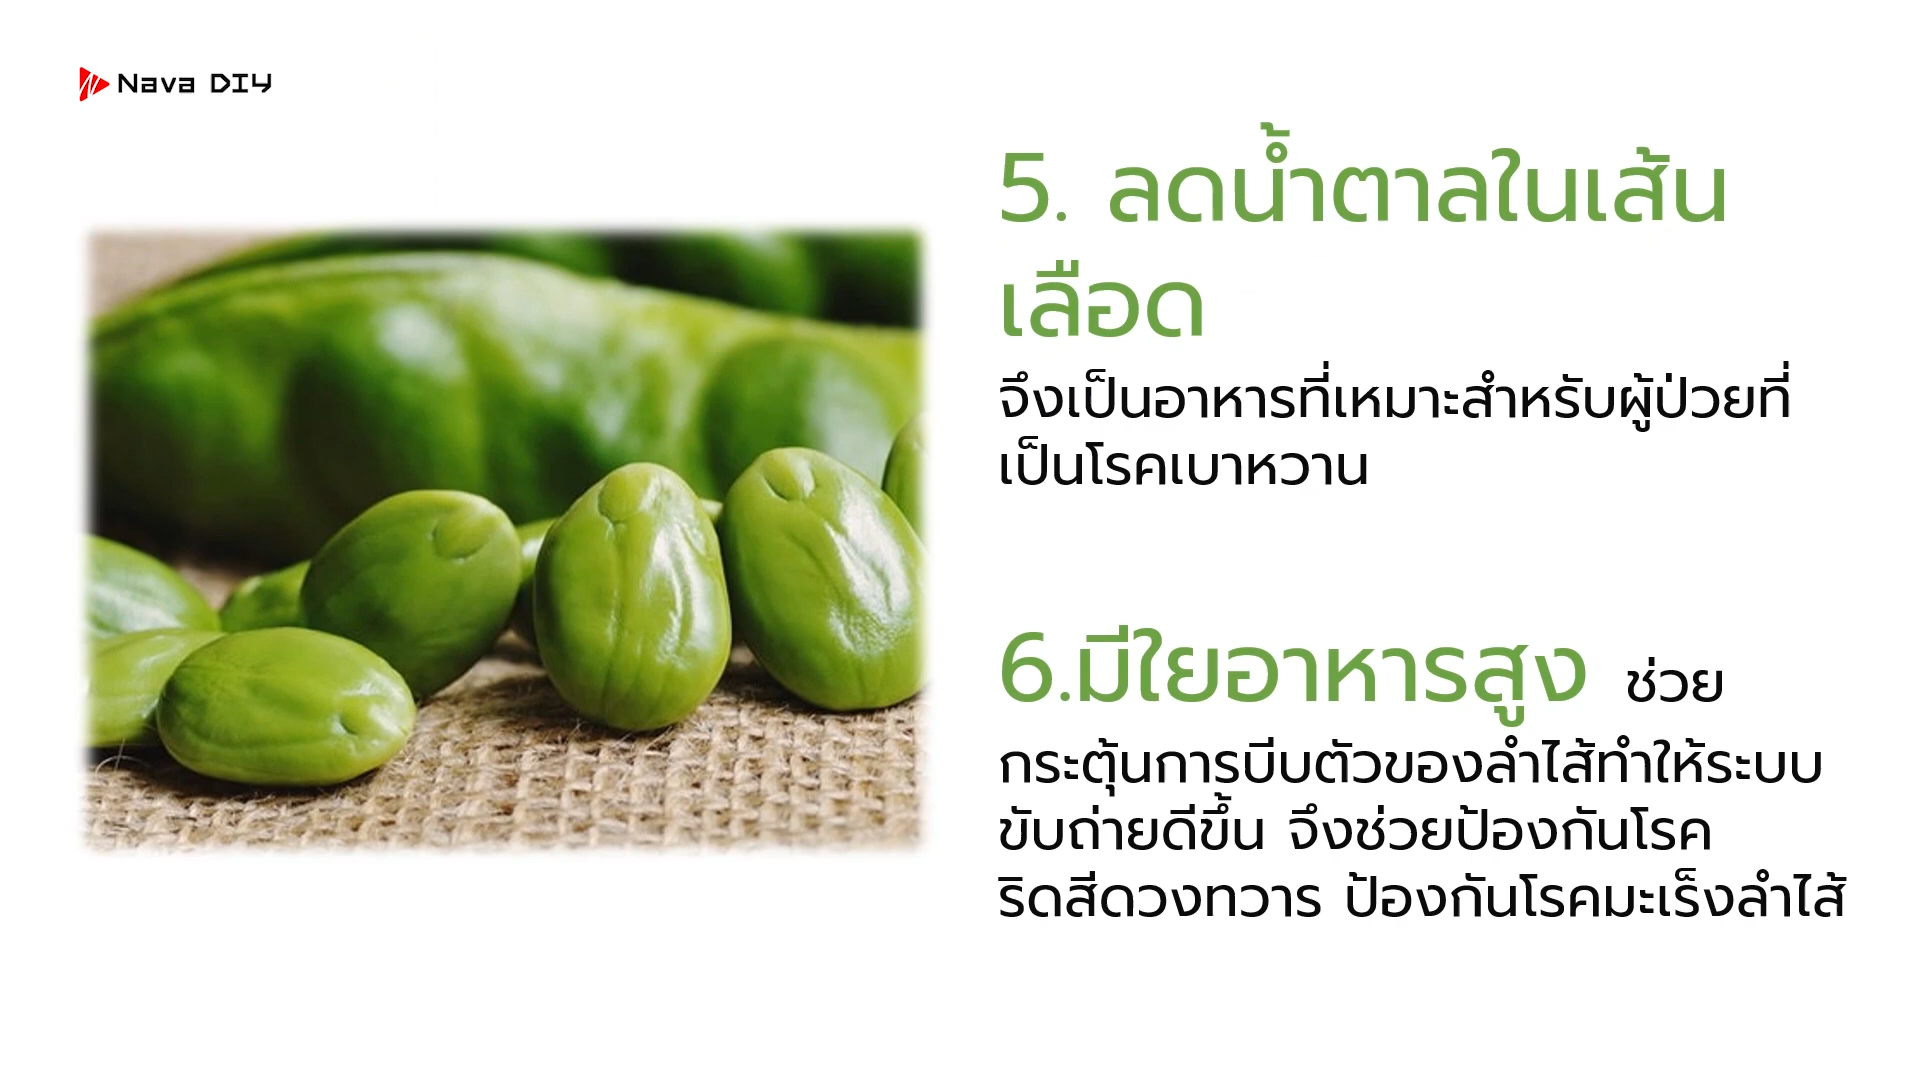 Nava DIY
5. ลดน้ำตาลในเส้น
เลือด
จึงเป็นอาหารที่เหมาะสำหรับผู้ป่วยที่
เป็นโรคเบาหวาน
6.มีใยอาหารสูง ช่วย
กระตุ้นการบีบตัวของลำไส้ทำให้ระบบ
ขับถ่ายดีขึ้น จึงช่วยป้องกันโรค
ริดสีดวงทวาร ป้องกันโรคมะเร็งลำไส้